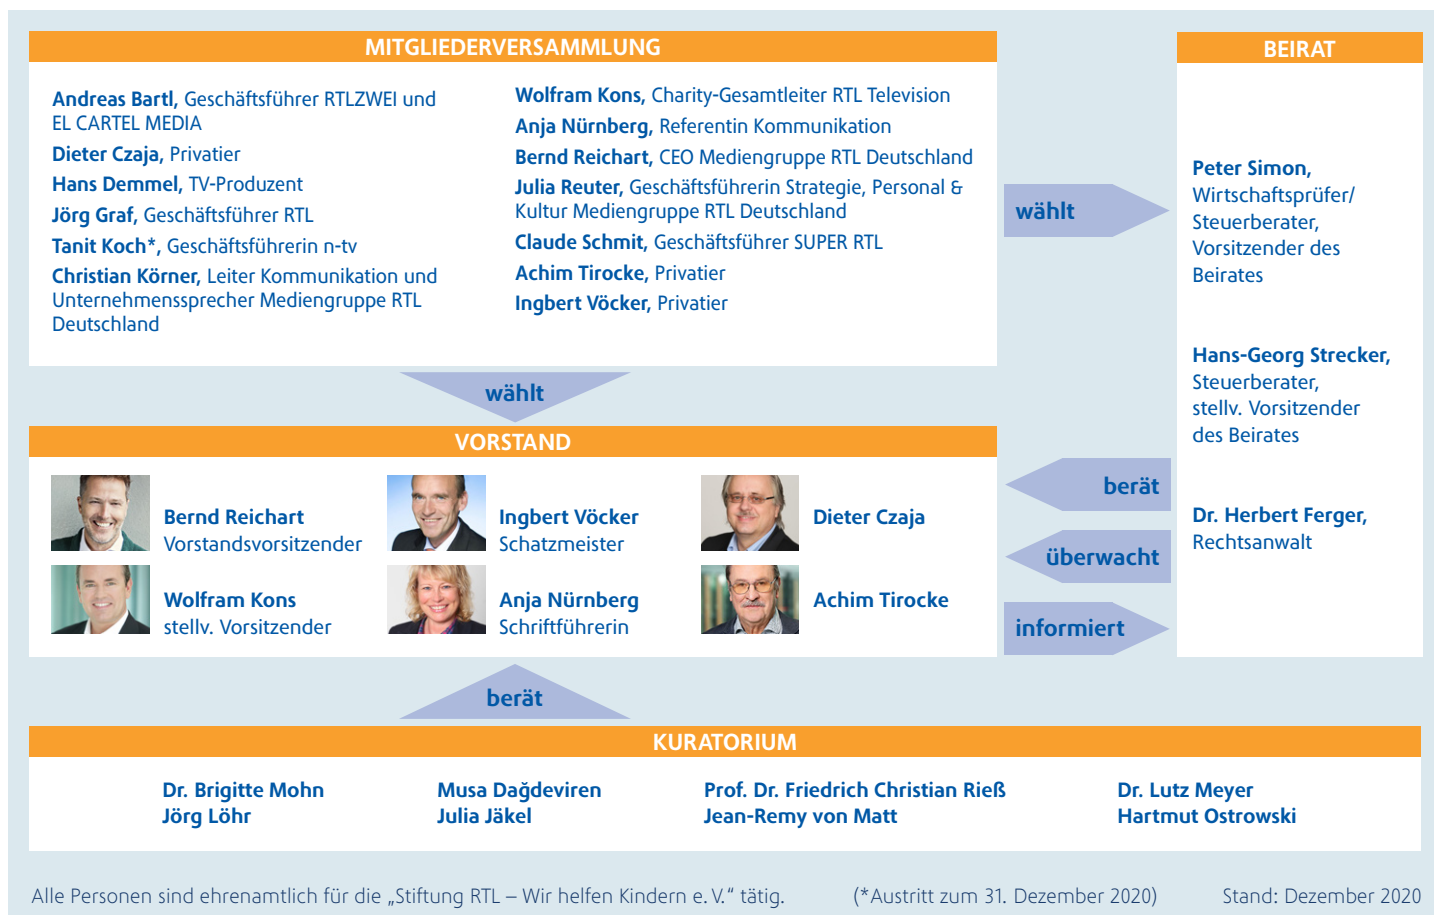 MITGLIEDERVERSAMMLUNG
Andreas Bartl, Geschäftsführer RTLZWEI und
EL CARTEL MEDIA
Dieter Czaja, Privatier
Hans Demmel, TV-Produzent
Jörg Graf, Geschäftsführer RTL
Tanit Koch*, Geschäftsführerin n-tv
Christian Körner, Leiter Kommunikation und
Unternehmenssprecher Mediengruppe RTL
Deutschland
Wolfram Kons, Charity-Gesamtleiter RTL Television
Anja Nürnberg, Referentin Kommunikation
Bernd Reichart, CEO Mediengruppe RTL Deutschland
Julia Reuter, Geschäftsführerin Strategie, Personal &
Kultur Mediengruppe RTL Deutschland
Claude Schmit, Geschäftsführer SUPER RTL
Achim Tirocke, Privatier
Ingbert Vöcker, Privatier
wählt
BEIRAT
Peter Simon,
Wirtschaftsprüfer/
Steuerberater,
Vorsitzender des
Beirates
Hans-Georg Strecker,
Steuerberater,
stellv. Vorsitzender
des Beirates
Dr. Herbert Ferger,
Rechtsanwalt
wählt
VORSTAND
Bernd Reichart
Vorstandsvorsitzender
Ingbert Vöcker
Schatzmeister
Dieter Czaja
Wolfram Kons
stellv. Vorsitzender
Anja Nürnberg
Schriftführerin
Achim Tirocke
berät
überwacht
informiert
berät
KURATORIUM
Dr. Brigitte Mohn
Jörg Löhr
Musa Dağdeviren
Julia Jäkel
Prof. Dr. Friedrich Christian Rieß
Jean-Remy von Matt
Dr. Lutz Meyer
Hartmut Ostrowski
Alle Personen sind ehrenamtlich für die „Stiftung RTL – Wir helfen Kindern e. V.“ tätig.
(*Austritt zum 31. Dezember 2020)
Stand: Dezember 2020